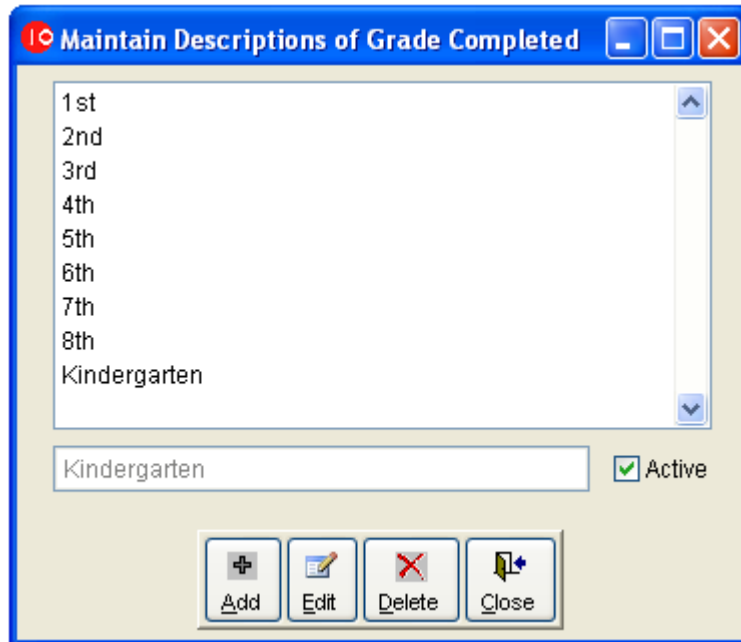 Maintain Descriptions of Grade Completed
1st
2nd
3rd
4th
5th
6th
7th
8th
Kindergarten
Kindergarten Active
Add Edit Delete Close